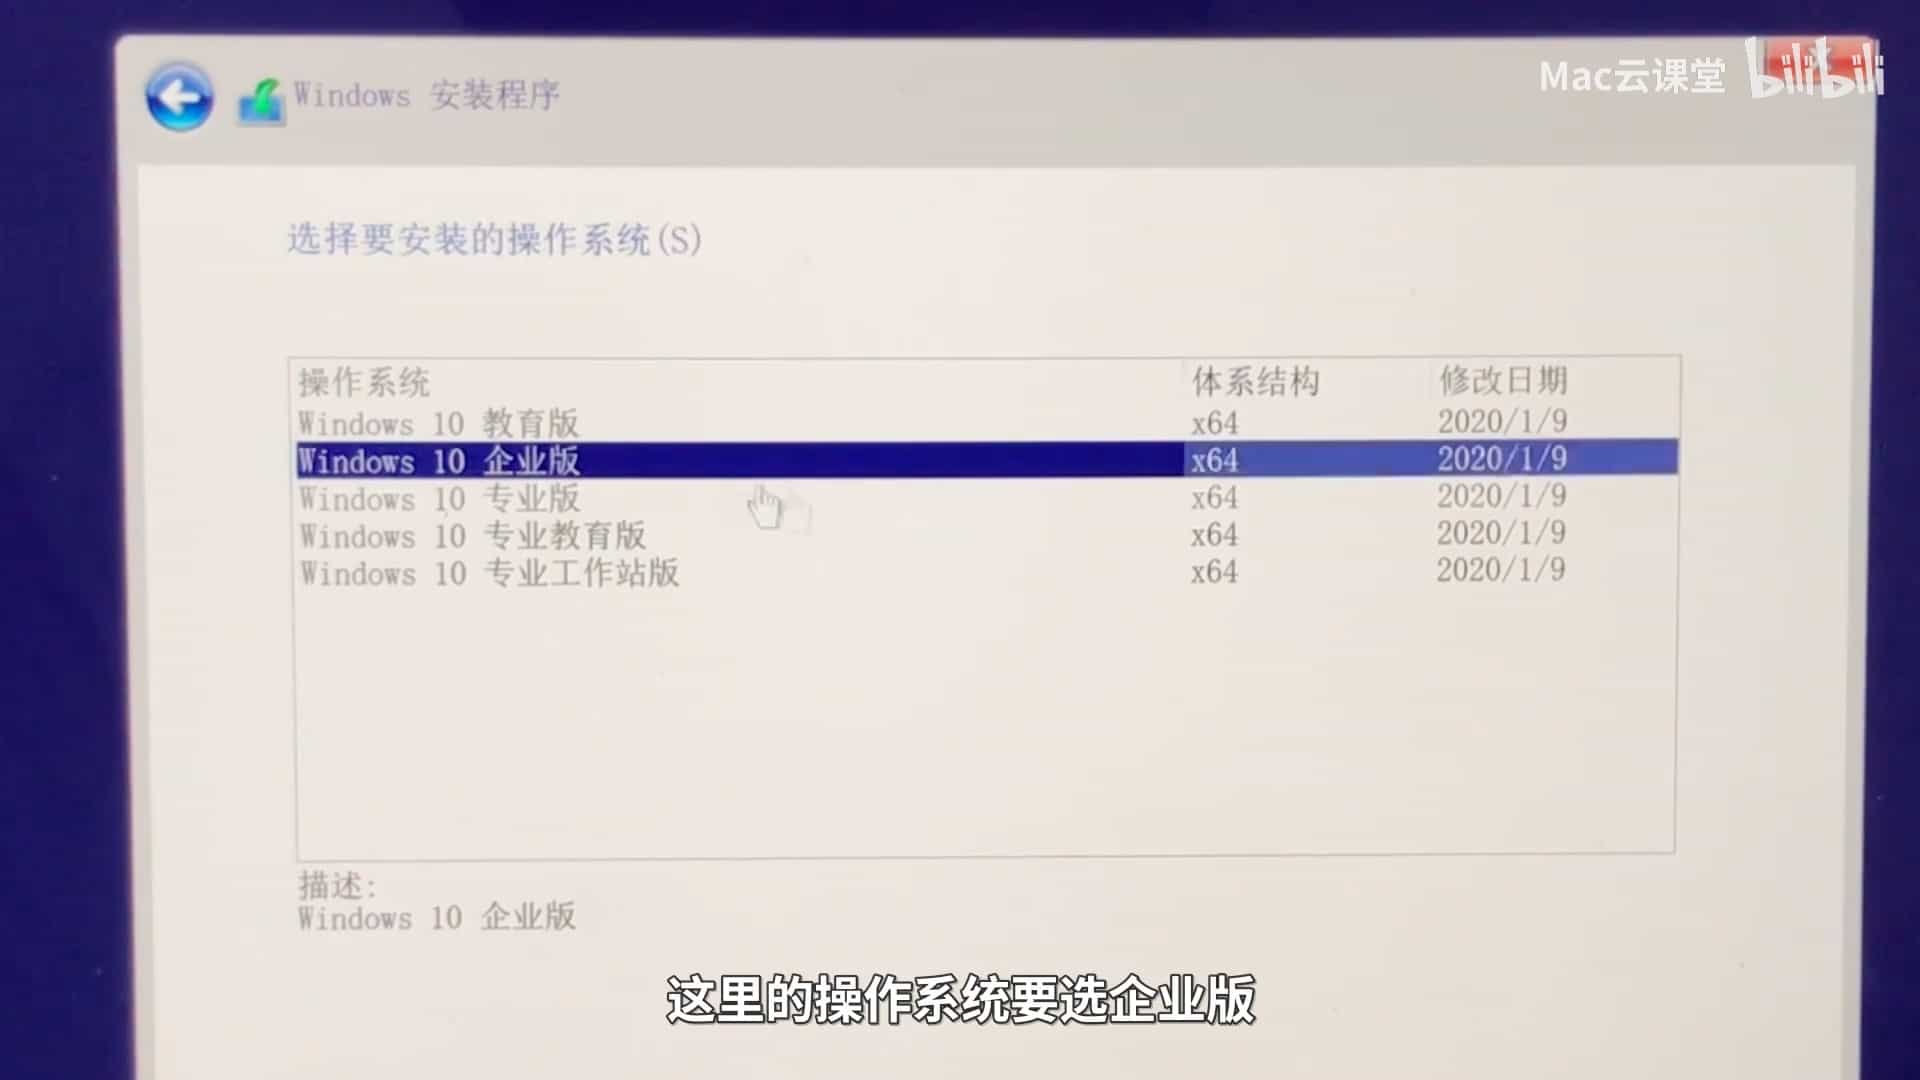 Mac云课堂 bilibili
Windows 安装程序
选择要安装的操作系统(S)
操作系统 体系结构 修改日期
Windows 10 教育版 x64 2020/1/9
Windows 10 企业版 x64 2020/1/9
Windows 10 专业版 x64 2020/1/9
Windows 10 专业教育版 x64 2020/1/9
Windows 10 专业工作站版 x64 2020/1/9
描述:
Windows 10 企业版
这里的操作系统要选企业版